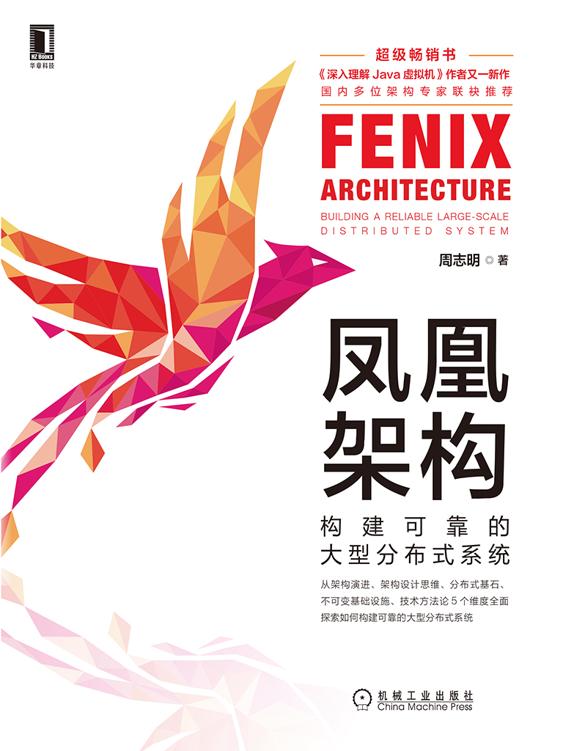 HZ BOOKS
华章科技
超级畅销书
《深入理解Java虚拟机》作者又一新作
国内多位架构专家联袂推荐
FENIX
ARCHITECTURE
BUILDING A RELIABLE LARGE-SCALE
DISTRIBUTED SYSTEM
周志明 ◎ 著
凤凰
架构
构建可靠的
大型分布式系统
从架构演进、架构设计思维、分布式基石、
不可变基础设施、技术方法论5个维度全面
探索如何构建可靠的大型分布式系统
机械工业出版社
China Machine Press